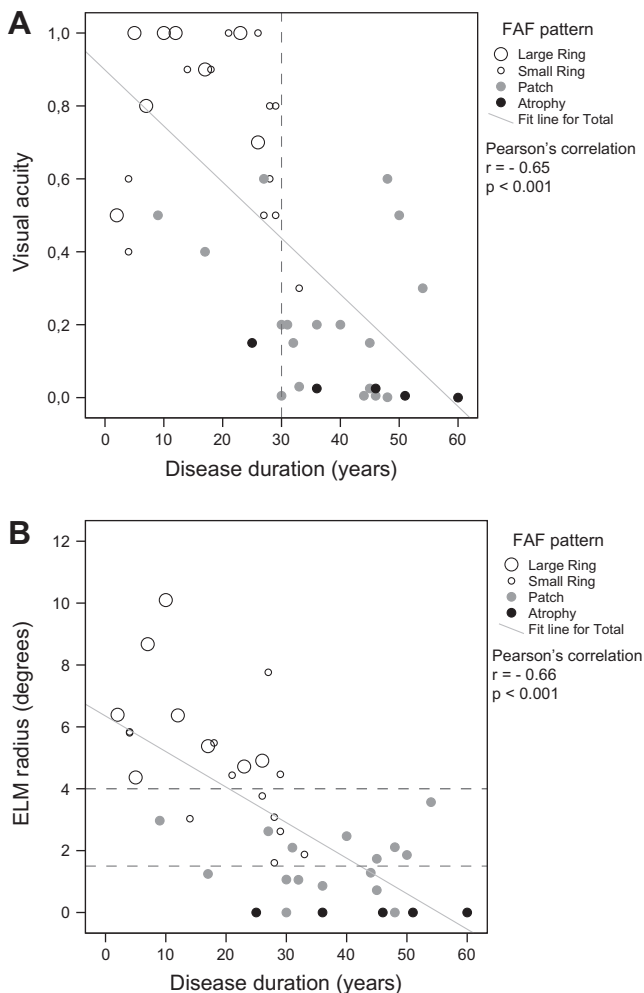 A
FAF pattern
Large Ring
Small Ring
Patch
Atrophy
Fit line for Total
Pearson's correlation
r = - 0.65
p < 0.001
Visual acuity
1,0
0,8
0,6
0,4
0,2
0,0
0 10 20 30 40 50 60
Disease duration (years)
B
FAF pattern
Large Ring
Small Ring
Patch
Atrophy
Fit line for Total
Pearson's correlation
r = - 0.66
p < 0.001
ELM radius (degrees)
12
10
8
6
4
2
0
0 10 20 30 40 50 60
Disease duration (years)